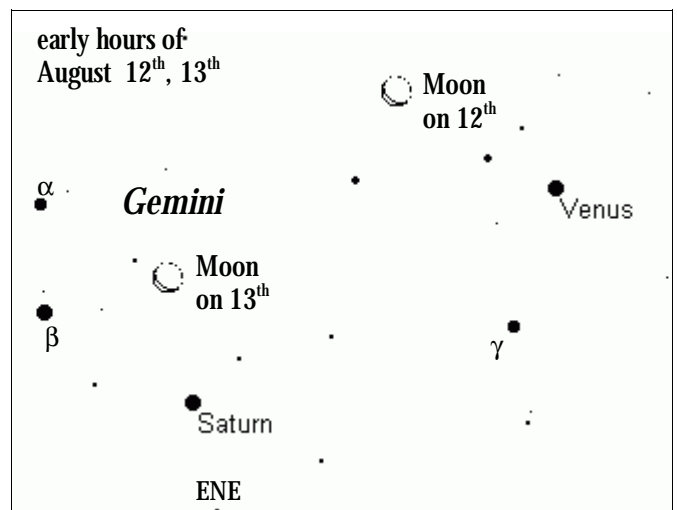 early hours of
August 12th, 13th
Moon
on 12th
α
Gemini
Venus
Moon
on 13th
β
γ
Saturn
ENE